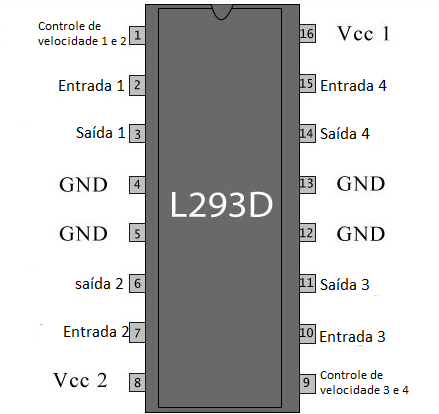 Controle de
velocidade 1 e 2
1
16
Vcc 1
Entrada 1
2
15
Entrada 4
Saída 1
3
14
Saída 4
GND
4
13
GND
L293D
GND
5
12
GND
saída 2
6
11
Saída 3
Entrada 2
7
10
Entrada 3
Vcc 2
8
9
Controle de
velocidade 3 e 4